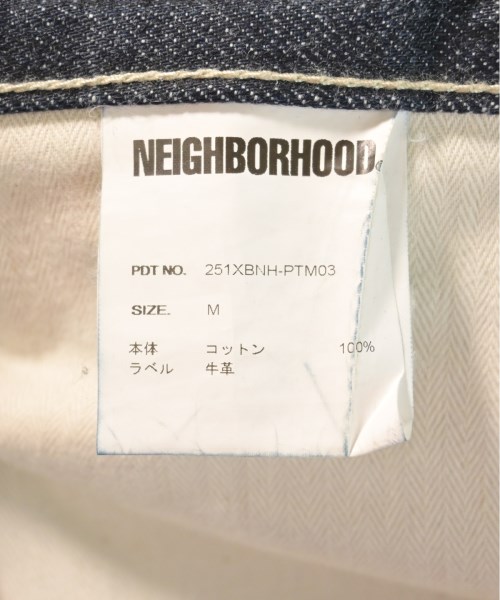 NEIGHBORHOOD®
PDT NO. 251XBNH-PTM03
SIZE. M
本体 コットン 100%
ラベル 牛革